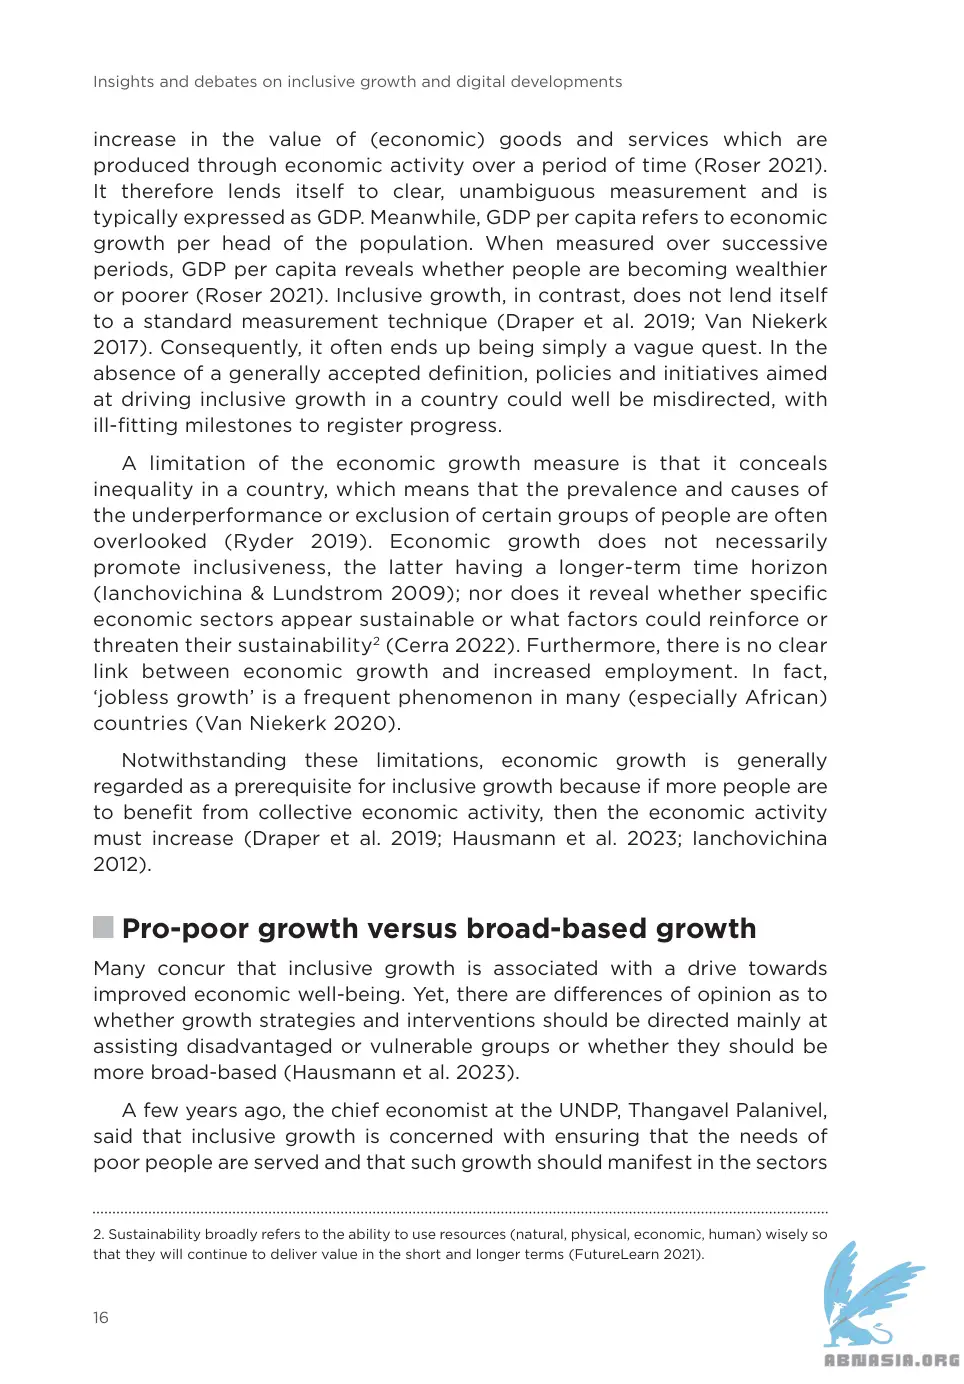 Insights and debates on inclusive growth and digital developments
increase in the value of (economic) goods and services which are
produced through economic activity over a period of time (Roser 2021).
It therefore lends itself to clear, unambiguous measurement and is
typically expressed as GDP. Meanwhile, GDP per capita refers to economic
growth per head of the population. When measured over successive
periods, GDP per capita reveals whether people are becoming wealthier
or poorer (Roser 2021). Inclusive growth, in contrast, does not lend itself
to a standard measurement technique (Draper et al. 2019; Van Niekerk
2017). Consequently, it often ends up being simply a vague quest. In the
absence of a generally accepted definition, policies and initiatives aimed
at driving inclusive growth in a country could well be misdirected, with
ill-fitting milestones to register progress.
A limitation of the economic growth measure is that it conceals
inequality in a country, which means that the prevalence and causes of
the underperformance or exclusion of certain groups of people are often
overlooked (Ryder 2019). Economic growth does not necessarily
promote inclusiveness, the latter having a longer-term time horizon
(Ianchovichina & Lundstrom 2009); nor does it reveal whether specific
economic sectors appear sustainable or what factors could reinforce or
threaten their sustainability² (Cerra 2022). Furthermore, there is no clear
link between economic growth and increased employment. In fact,
‘jobless growth’ is a frequent phenomenon in many (especially African)
countries (Van Niekerk 2020).
Notwithstanding these limitations, economic growth is generally
regarded as a prerequisite for inclusive growth because if more people are
to benefit from collective economic activity, then the economic activity
must increase (Draper et al. 2019; Hausmann et al. 2023; Ianchovichina
2012).
Pro-poor growth versus broad-based growth
Many concur that inclusive growth is associated with a drive towards
improved economic well-being. Yet, there are differences of opinion as to
whether growth strategies and interventions should be directed mainly at
assisting disadvantaged or vulnerable groups or whether they should be
more broad-based (Hausmann et al. 2023).
A few years ago, the chief economist at the UNDP, Thangavel Palanivel,
said that inclusive growth is concerned with ensuring that the needs of
poor people are served and that such growth should manifest in the sectors
2. Sustainability broadly refers to the ability to use resources (natural, physical, economic, human) wisely so
that they will continue to deliver value in the short and longer terms (FutureLearn 2021).
16
ABNASIA.ORG